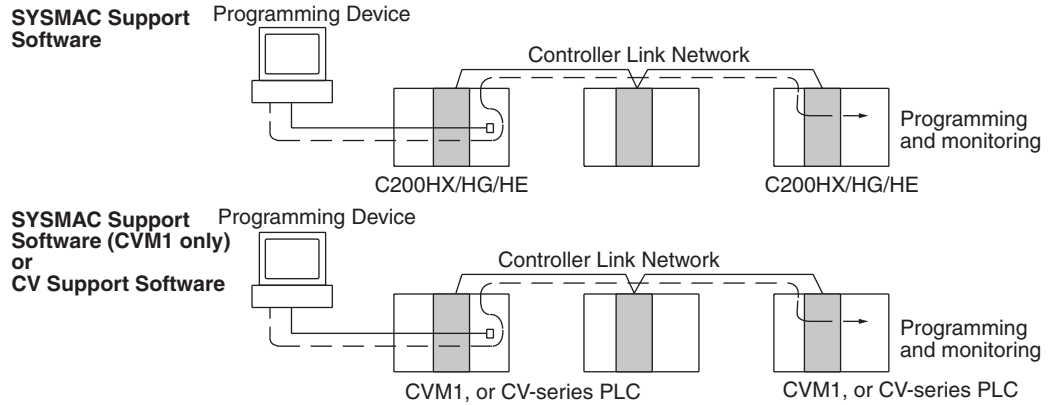 SYSMAC Support
Software
Programming Device
Controller Link Network
Programming
and monitoring
C200HX/HG/HE
C200HX/HG/HE
SYSMAC Support
Software (CVM1 only)
or
CV Support Software
Programming Device
Controller Link Network
Programming
and monitoring
CVM1, or CV-series PLC
CVM1, or CV-series PLC